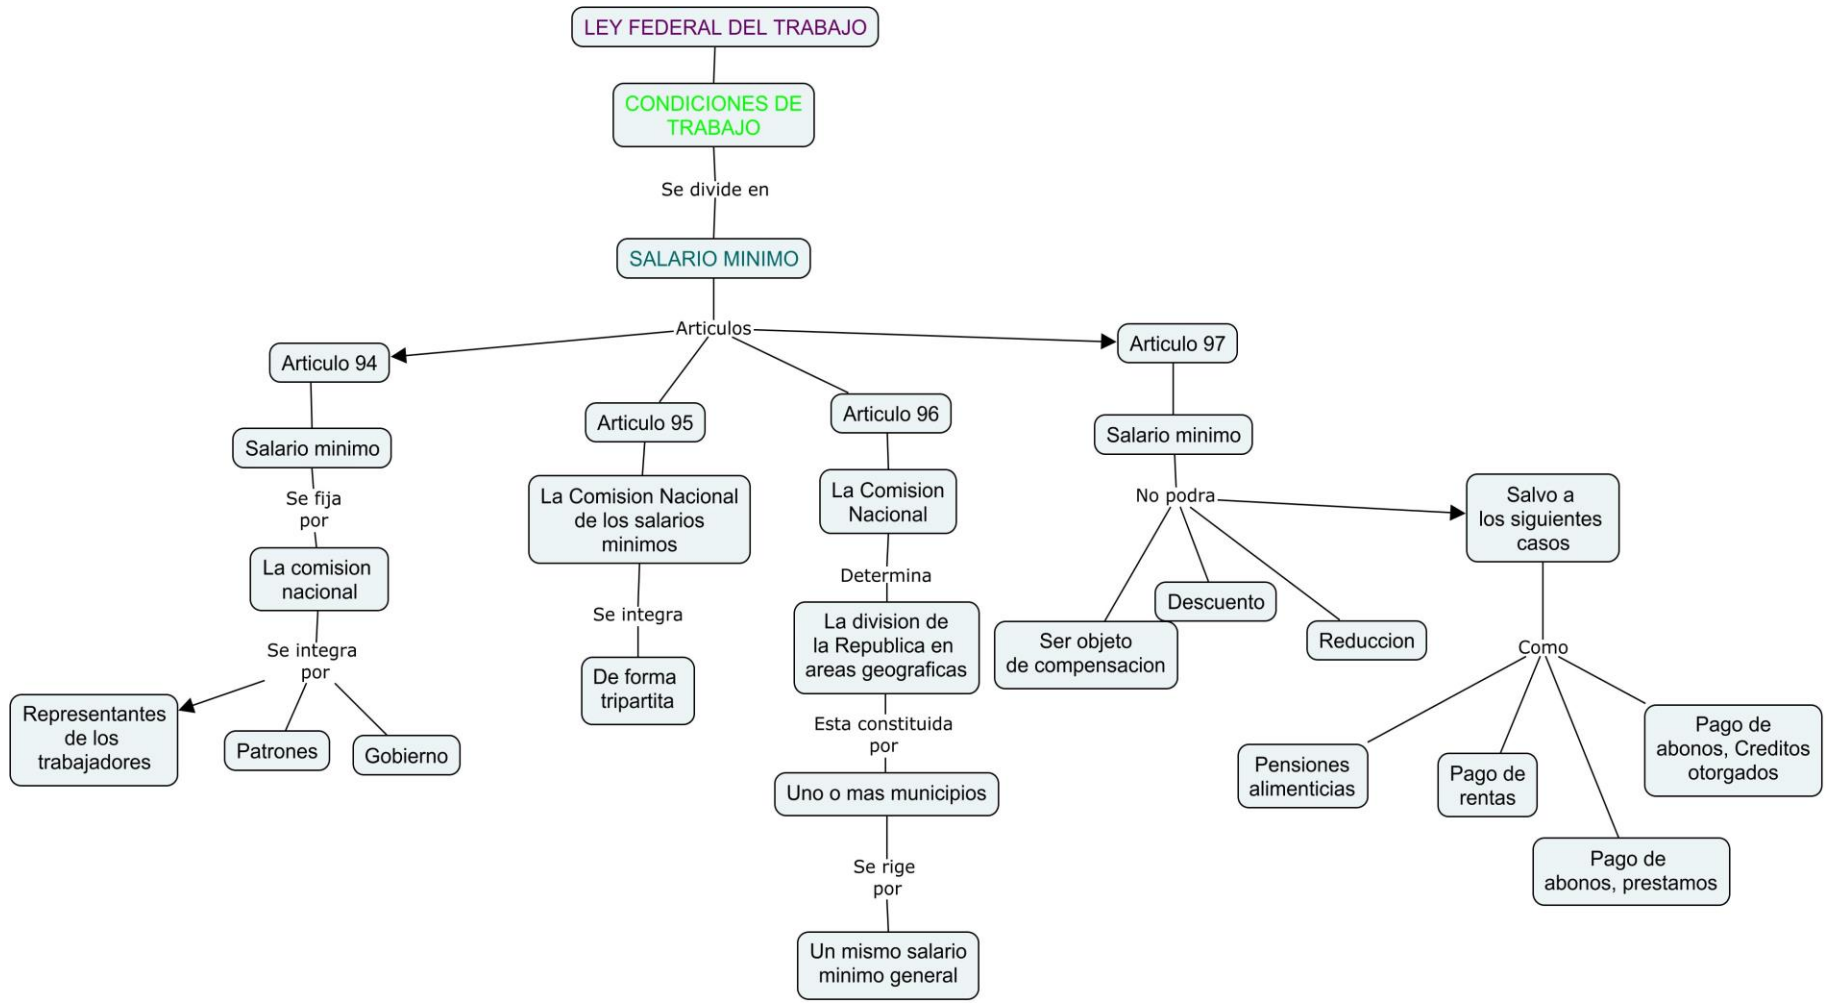 LEY FEDERAL DEL TRABAJO
CONDICIONES DE
TRABAJO
Se divide en
SALARIO MINIMO
Articulos
Articulo 94
Salario minimo
Se fija
por
La comision
nacional
Se integra
por
Representantes
de los
trabajadores
Patrones
Gobierno
Articulo 95
La Comision Nacional
de los salarios
minimos
Se integra
De forma
tripartita
Articulo 96
La Comision
Nacional
Determina
La division de
la Republica en
areas geograficas
Esta constituida
por
Uno o mas municipios
Se rige
por
Un mismo salario
minimo general
Articulo 97
Salario minimo
No podra
Ser objeto
de compensacion
Descuento
Reduccion
Salvo a
los siguientes
casos
Como
Pensiones
alimenticias
Pago de
rentas
Pago de
abonos, prestamos
Pago de
abonos, Creditos
otorgados